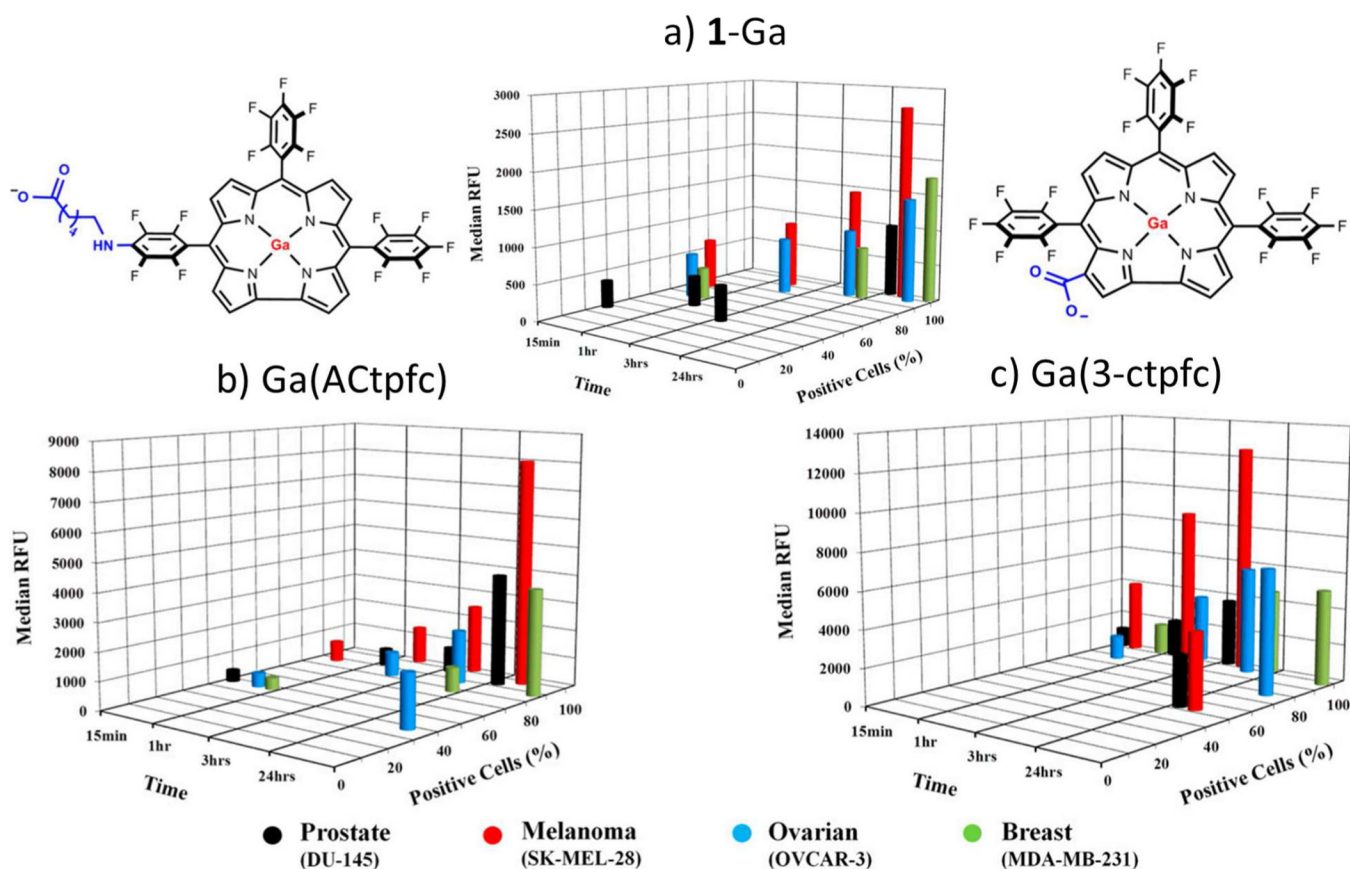 a) 1-Ga
F
F
F
F
F
O
−O
4
HN
F
F
F
F
N
N
N
N
Ga
F
F
F
F
F
3000
2500
2000
1500
1000
500
0
Median RFU
15min
1hr
3hrs
24hrs
Time
0
20
40
60
80
100
Positive Cells (%)
F
F
F
F
F
F
F
F
F
F
N
N
N
N
Ga
F
F
F
F
F
O
O−
b) Ga(ACtpfc)
9000
8000
7000
6000
5000
4000
3000
2000
1000
0
Median RFU
15min
1hr
3hrs
24hrs
Time
0
20
40
60
80
100
Positive Cells (%)
c) Ga(3-ctpfc)
14000
12000
10000
8000
6000
4000
2000
0
Median RFU
15min
1hr
3hrs
24hrs
Time
0
20
40
60
80
100
Positive Cells (%)
Prostate
(DU-145)
Melanoma
(SK-MEL-28)
Ovarian
(OVCAR-3)
Breast
(MDA-MB-231)